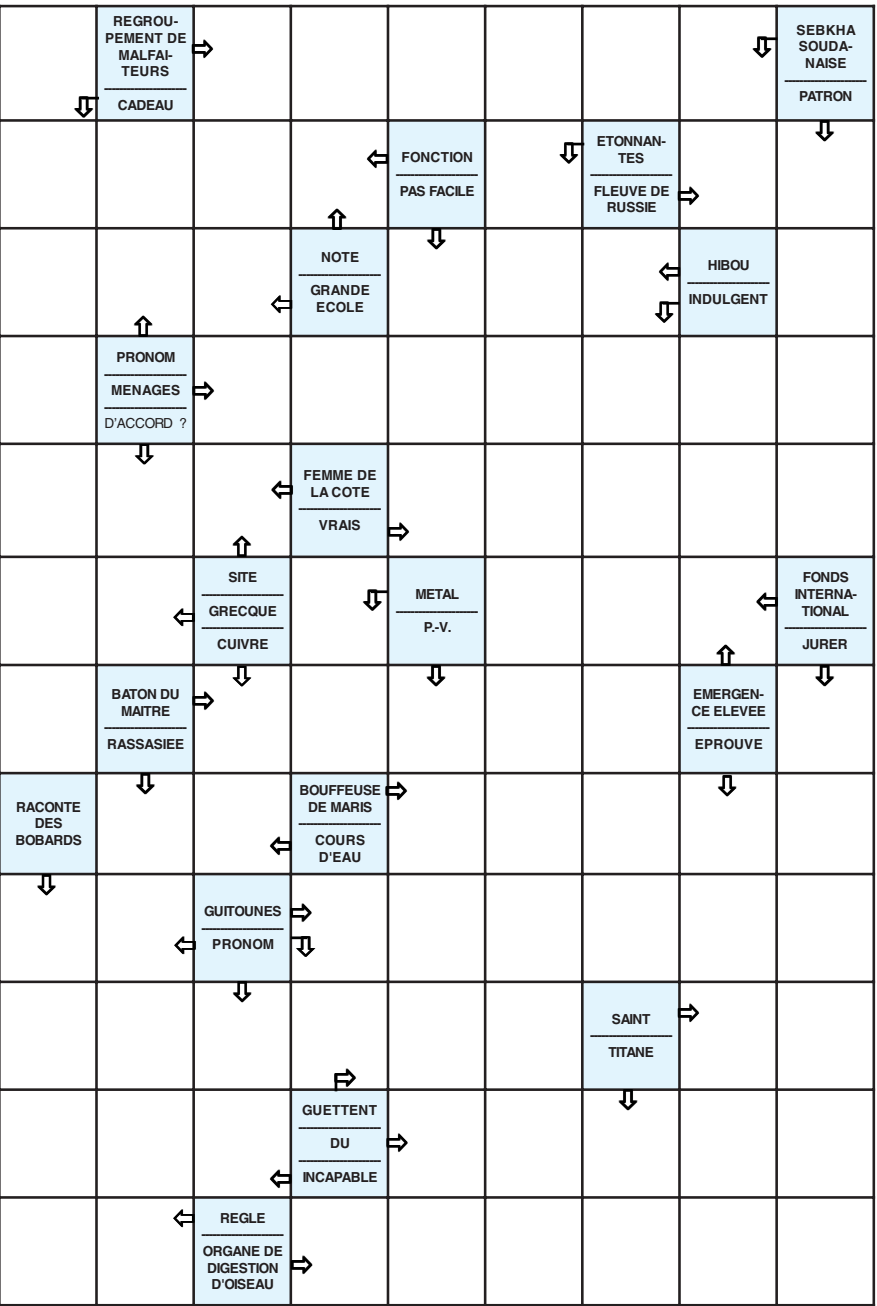 REGROU-
PEMENT DE
MALFAI-
TEURS
CADEAU
SEBKHA
SOUDA-
NAISE
PATRON
FONCTION
PAS FACILE
ETONNAN-
TES
FLEUVE DE
RUSSIE
NOTE
GRANDE
ECOLE
HIBOU
INDULGENT
PRONOM
MENAGES
D'ACCORD ?
FEMME DE
LA COTE
VRAIS
SITE
GRECQUE
CUIVRE
METAL
P.-V.
FONDS
INTERNA-
TIONAL
JURER
BATON DU
MAITRE
RASSASIEE
EMERGEN-
CE ELEVEE
EPROUVE
RACONTE
DES
BOBARDS
BOUFFEUSE
DE MARIS
COURS
D'EAU
GUITOUNES
PRONOM
SAINT
TITANE
GUETTENT
DU
INCAPABLE
REGLE
ORGANE DE
DIGESTION
D'OISEAU